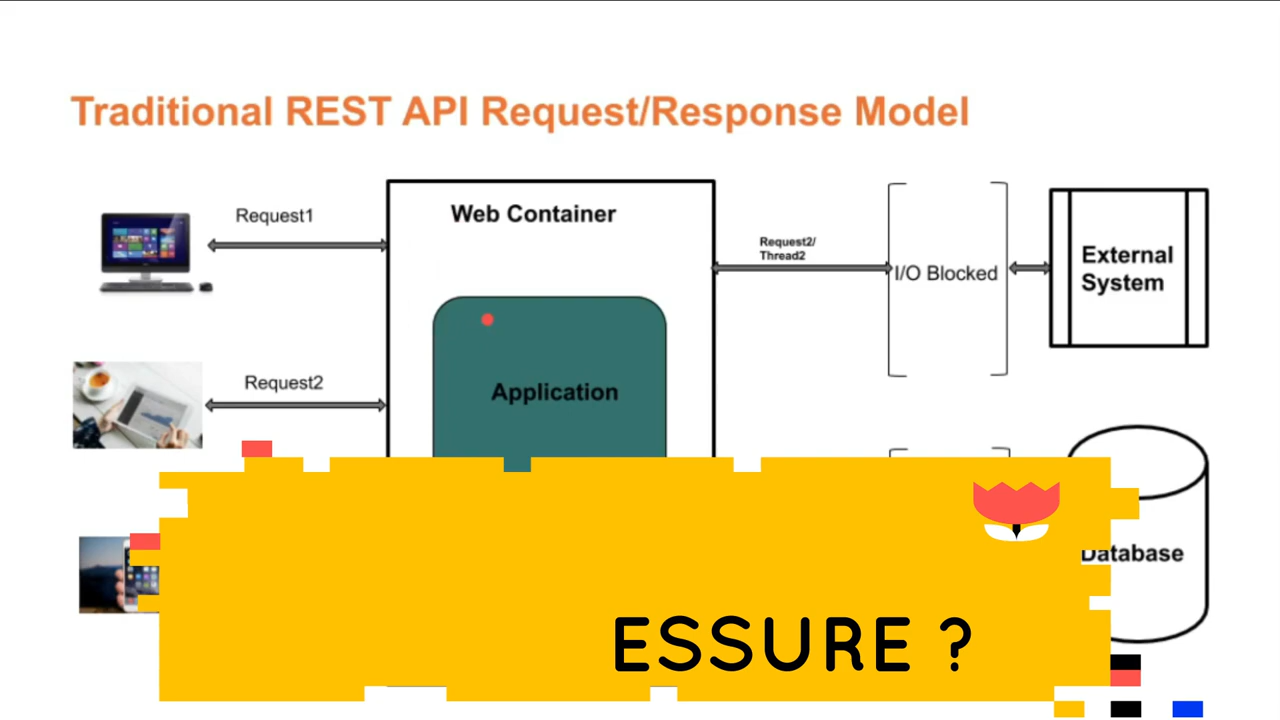 Traditional REST API Request/Response Model
Request1
Web Container
Request2/
Thread2
I/O Blocked
External
System
Request2
Application
Database
ESSURE ?